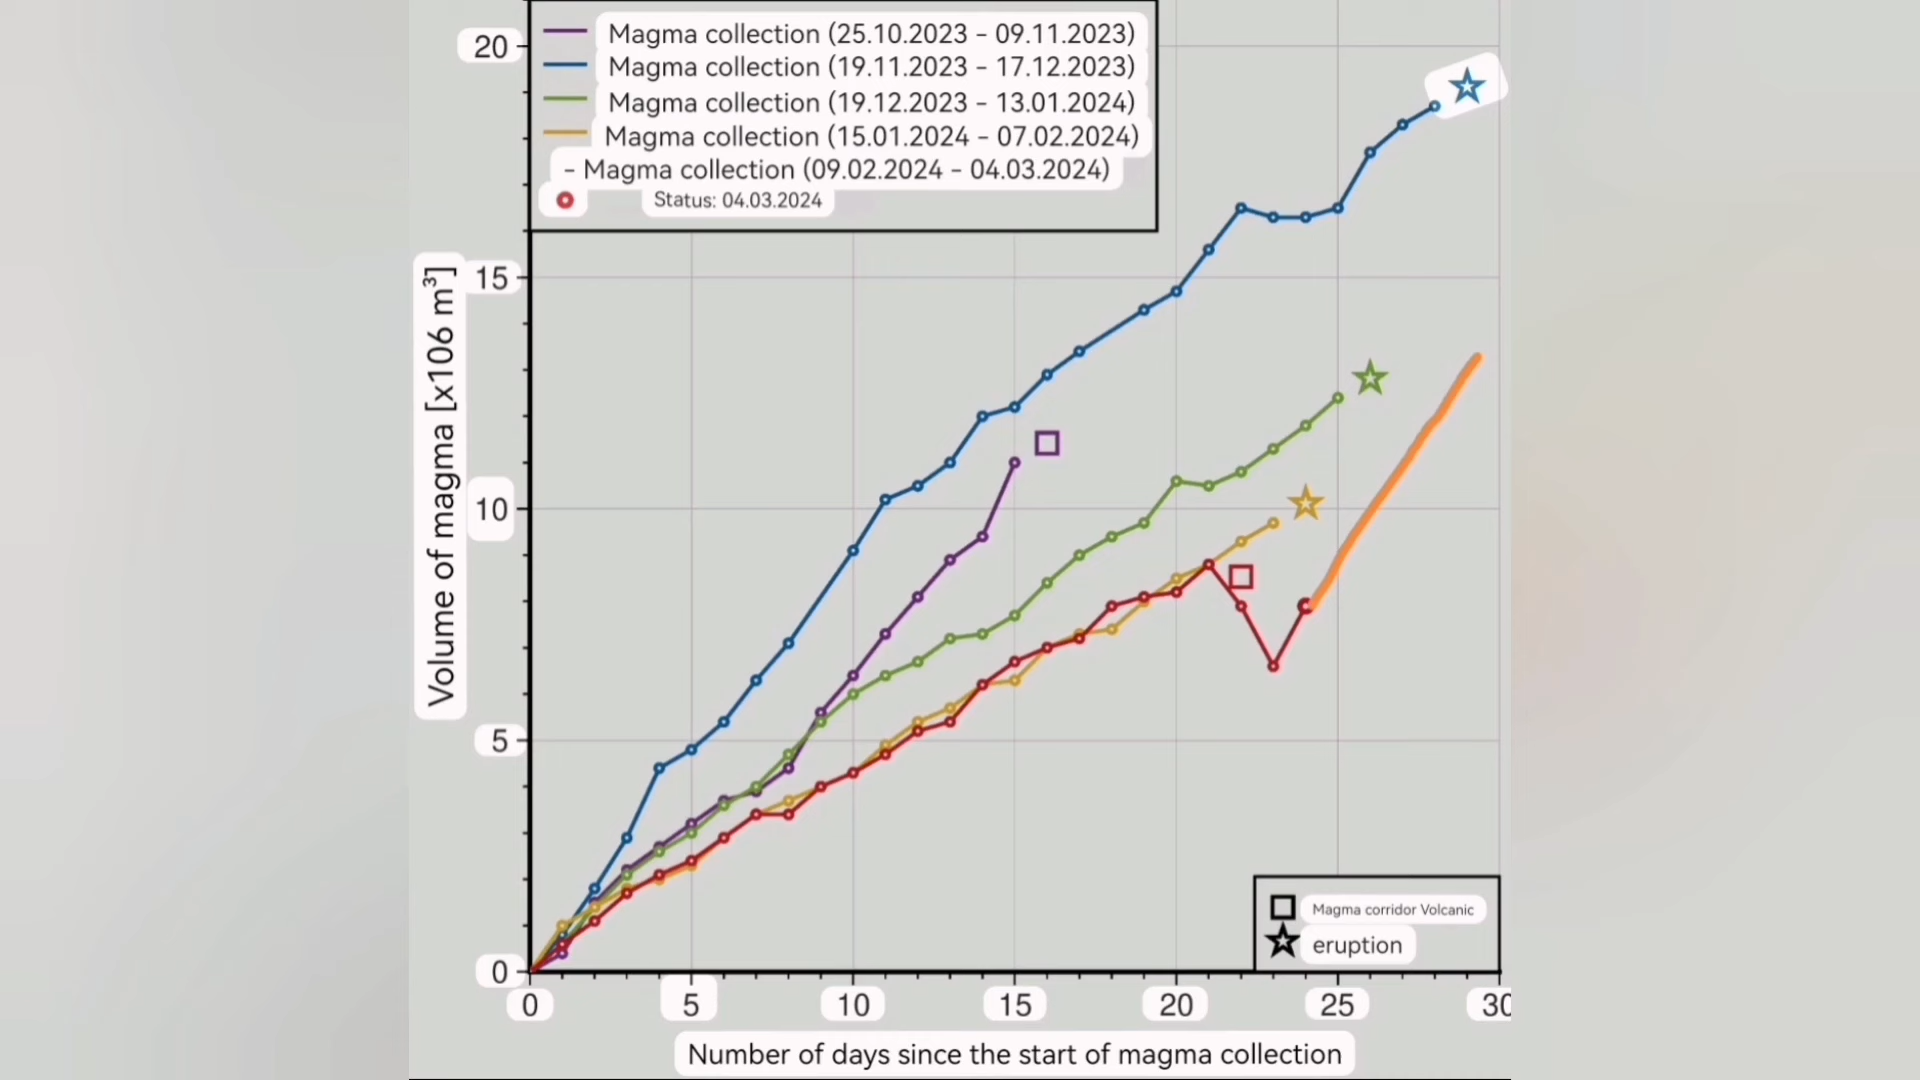 Magma collection (25.10.2023 - 09.11.2023)
Magma collection (19.11.2023 - 17.12.2023)
Magma collection (19.12.2023 - 13.01.2024)
Magma collection (15.01.2024 - 07.02.2024)
- Magma collection (09.02.2024 - 04.03.2024)
Status: 04.03.2024
20
15
10
5
0
Volume of magma [x106 m³]
Magma corridor Volcanic
eruption
0 5 10 15 20 25 30
Number of days since the start of magma collection